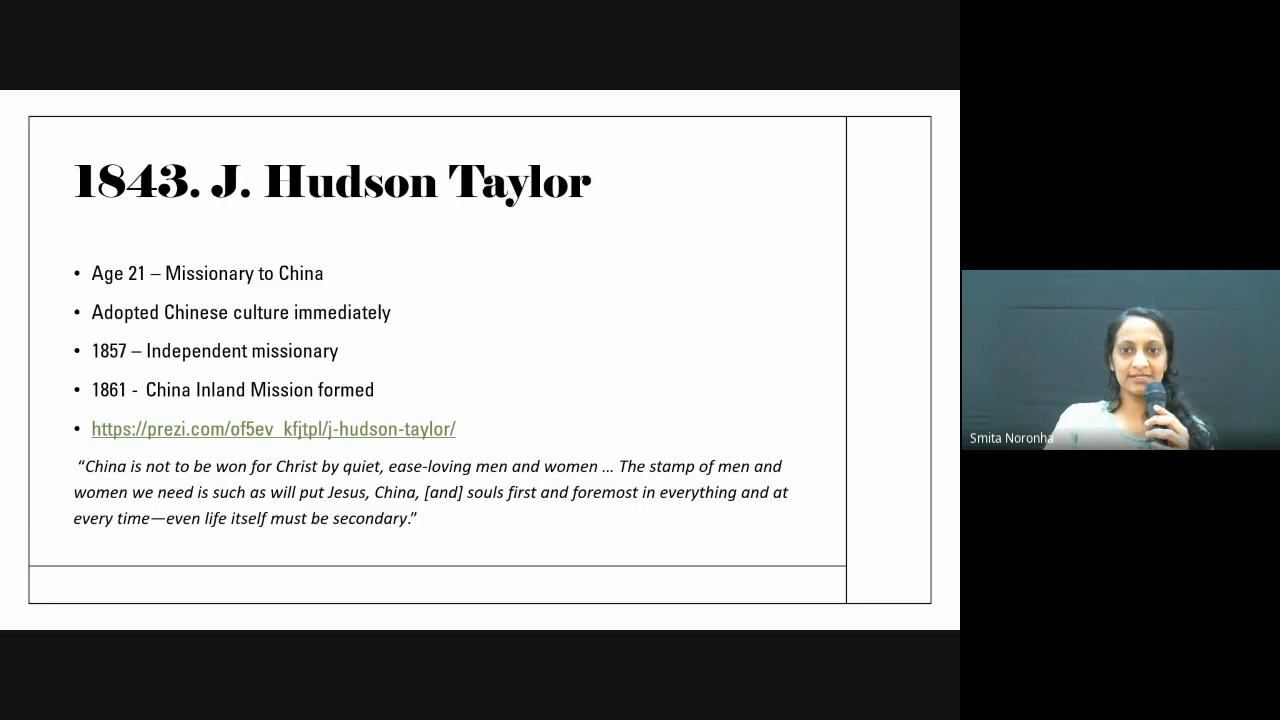 1843. J. Hudson Taylor
• Age 21 – Missionary to China
• Adopted Chinese culture immediately
• 1857 – Independent missionary
• 1861 - China Inland Mission formed
• https://prezi.com/of5ev_kfjtpl/j-hudson-taylor/
“China is not to be won for Christ by quiet, ease-loving men and women … The stamp of men and
women we need is such as will put Jesus, China, [and] souls first and foremost in everything and at
every time—even life itself must be secondary.”
Smita Noronha